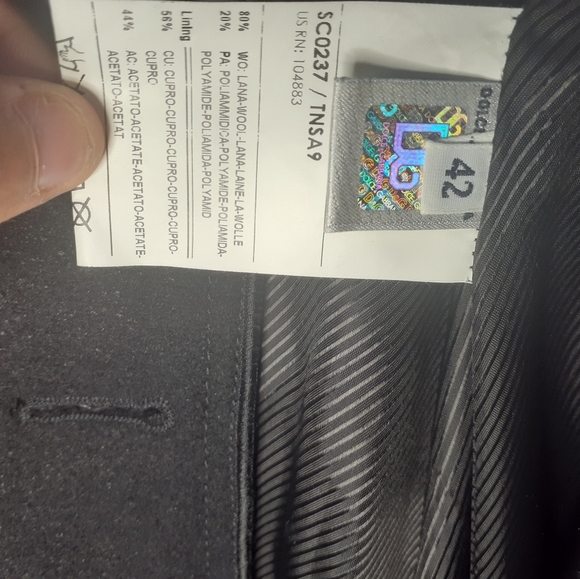 SC0237 / TNSA9
US RN: 104883
80% WO: LANA-WOOL-LANA-LAINE-LA-WOLLE
20% PA: POLIAMMIDICA-POLYAMIDE-POLIAMIDA-
POLYAMIDE-POLIAMIDA-POLYAMID
Lining
56% CU: CUPRO-CUPRO-CUPRO-CUPRO-CUPRO-
CUPRO
44% AC: ACETATO-ACETATE-ACETATO-ACETATE-
ACETATO-ACETAT
DG
42